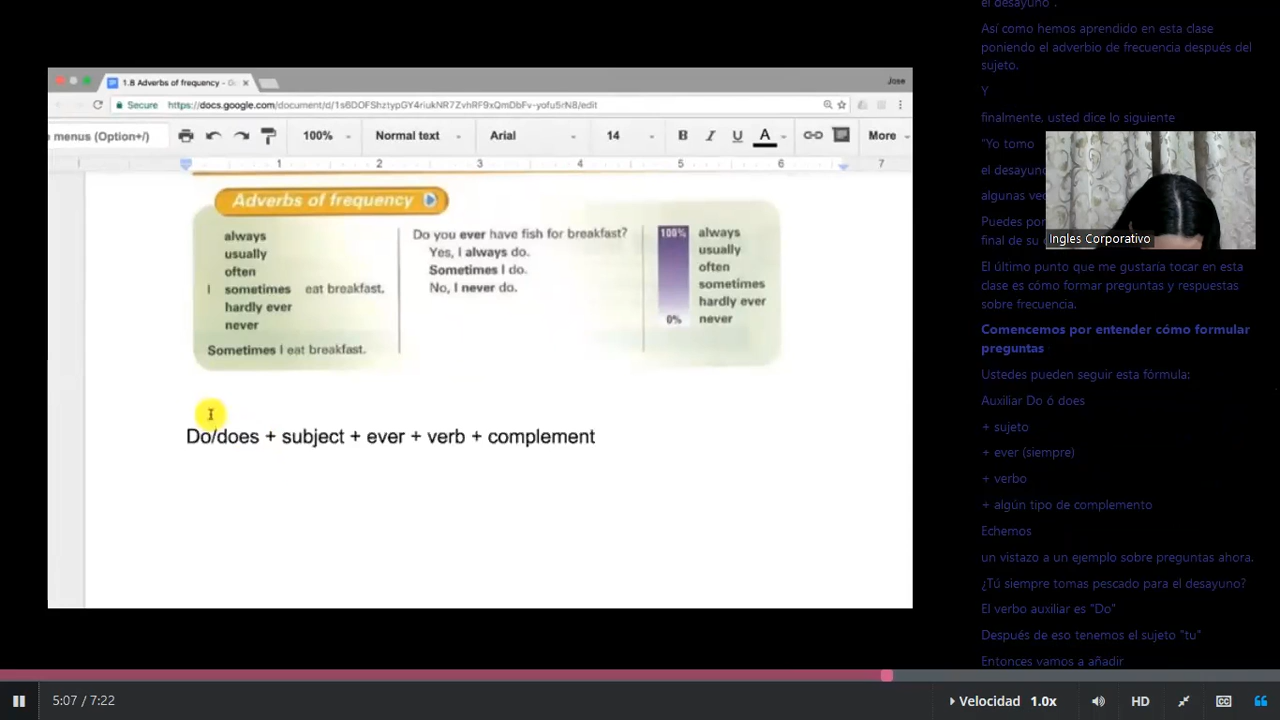 1.8 Adverbs of frequency - G
Jose
Secure https://docs.google.com/document/d/1s6DOFShztypGY4riukNR7ZvhRF9xQmDbFv-yofu5rN8/edit
menus (Option+/)
100%
Normal text
Arial
14
B I U A
More
1 2 3 4 5 6 7
Adverbs of frequency
always
usually
often
I sometimes eat breakfast.
hardly ever
never
Sometimes I eat breakfast.
Do you ever have fish for breakfast?
Yes, I always do.
Sometimes I do.
No, I never do.
100% always
usually
often
sometimes
hardly ever
0% never
Do/does + subject + ever + verb + complement
el desayuno".
Así como hemos aprendido en esta clase
poniendo el adverbio de frecuencia después del
sujeto.
Y
finalmente, usted dice lo siguiente
"Yo tomo
el desayuno
algunas
Puedes
final de su
Ingles Corporativo
El último punto que me gustaría tocar en esta
clase es cómo formar preguntas y respuestas
sobre frecuencia.
Comencemos por entender cómo formular
preguntas
Ustedes pueden seguir esta fórmula:
Auxiliar Do ó does
+ sujeto
+ ever (siempre)
+ verbo
+ algún tipo de complemento
Echemos
un vistazo a un ejemplo sobre preguntas ahora.
¿Tú siempre tomas pescado para el desayuno?
El verbo auxiliar es "Do"
Después de eso tenemos el sujeto "tu"
Entonces vamos a añadir
5:07 / 7:22
Velocidad 1.0x
HD
CC